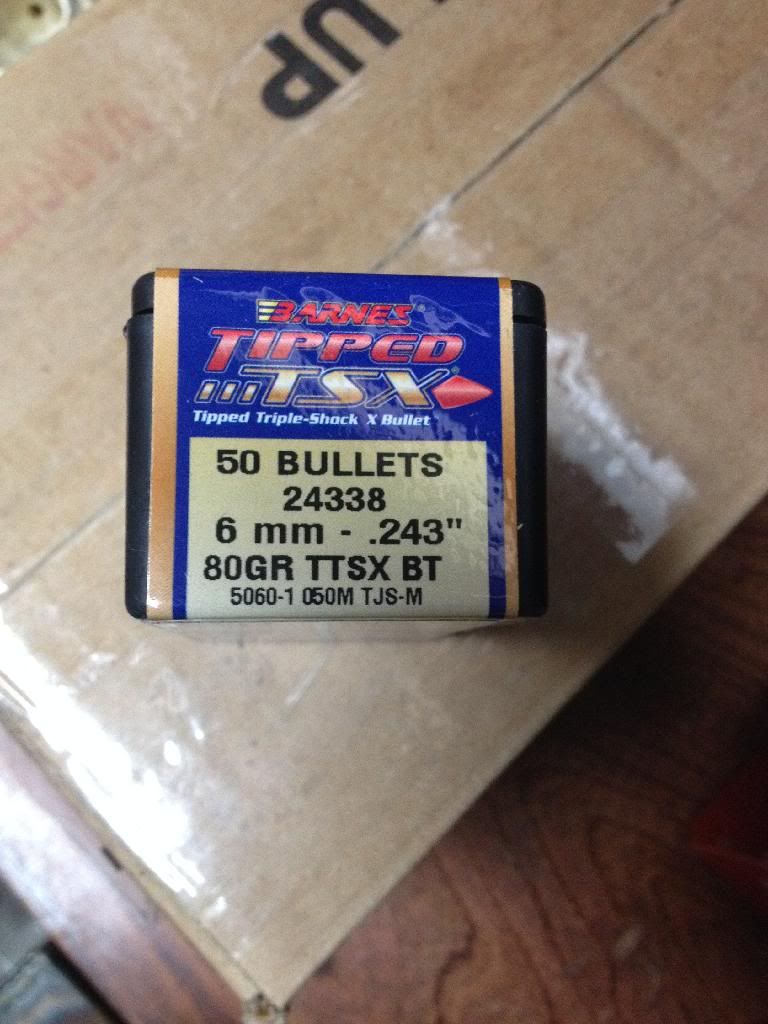 UP
BARNES
TIPPED
TSX
Tipped Triple-Shock X Bullet
50 BULLETS
24338
6 mm - .243"
80GR TTSX BT
5060-1 050M TJS-M